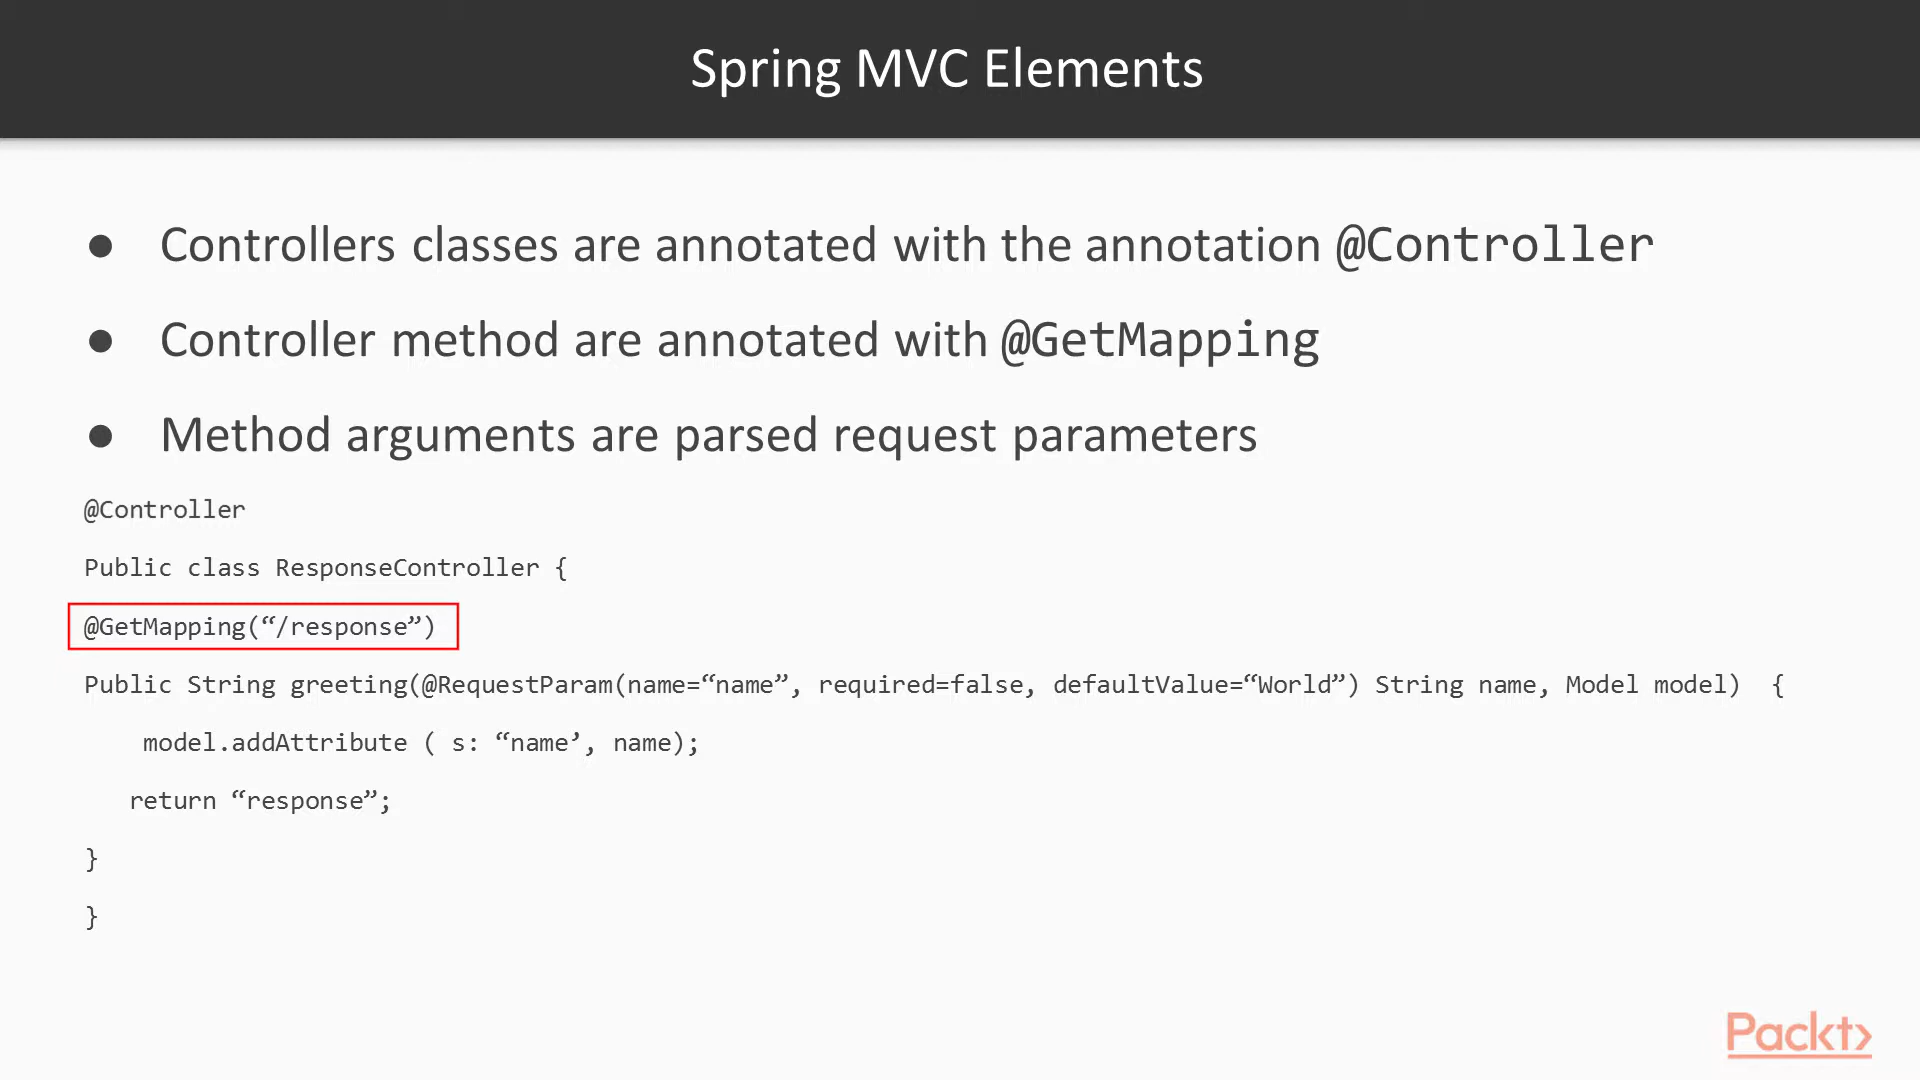 Spring MVC Elements
● Controllers classes are annotated with the annotation @Controller
● Controller method are annotated with @GetMapping
● Method arguments are parsed request parameters
@Controller
Public class ResponseController {
@GetMapping(“/response”)
Public String greeting(@RequestParam(name=“name”, required=false, defaultValue=“World”) String name, Model model)  {
model.addAttribute ( s: “name’, name);
return “response”;
}
}
Packt>